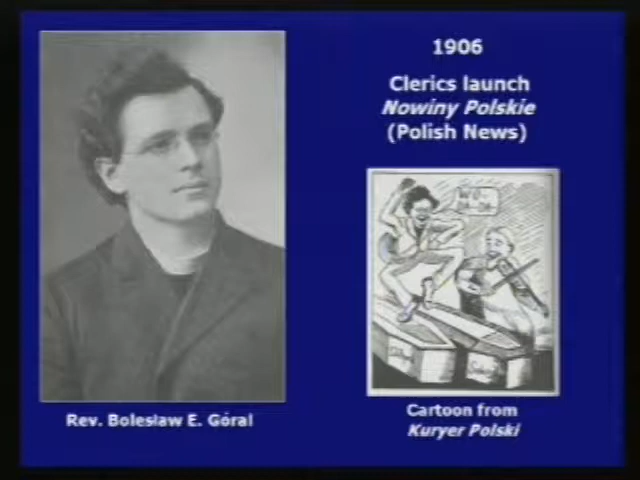 1906
Clerics launch
Nowiny Polskie
(Polish News)
Rev. Bolesław E. Góral
Cartoon from
Kuryer Polski